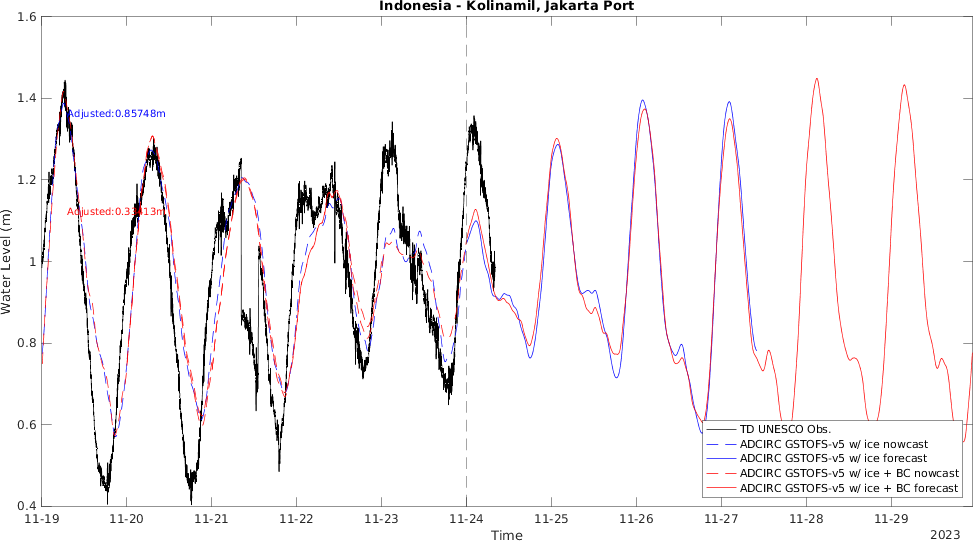 Indonesia - Kolinamil, Jakarta Port
1.6
1.4
1.2
1
0.8
0.6
0.4
Water Level (m)
Adjusted:0.85748m
TD UNESCO Obs.
ADCIRC GSTOFS-v5 w/ ice nowcast
ADCIRC GSTOFS-v5 w/ ice forecast
ADCIRC GSTOFS-v5 w/ ice + BC nowcast
ADCIRC GSTOFS-v5 w/ ice + BC forecast
11-19 11-20 11-21 11-22 11-23 11-24 11-25 11-26 11-27 11-28 11-29
Time
2023